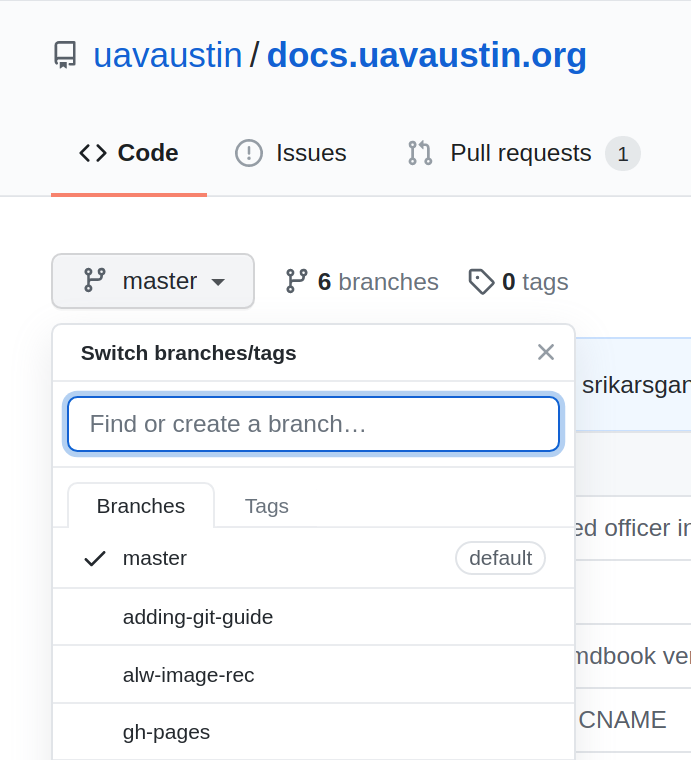 uavaustin / docs.uavaustin.org
Code Issues Pull requests 1
master 6 branches 0 tags
Switch branches/tags
srikarsgan
Find or create a branch…
Branches Tags
ed officer in
master default
adding-git-guide
mdbook ver
alw-image-rec
CNAME
gh-pages